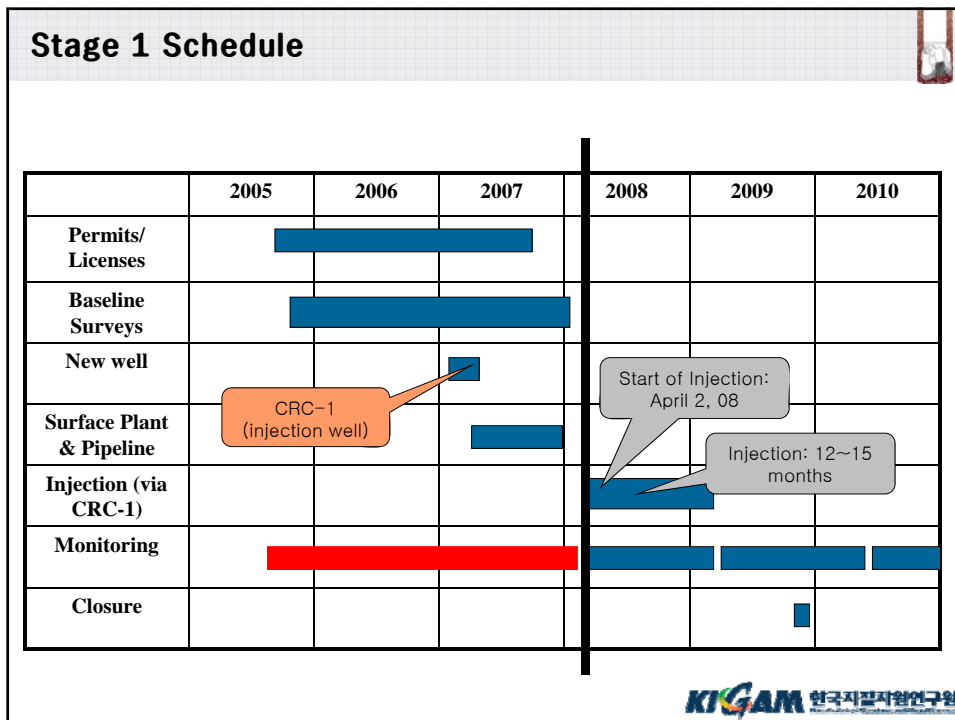 Stage 1 Schedule
2005 2006 2007 2008 2009 2010
Permits/
Licenses
Baseline
Surveys
New well
Start of Injection:
April 2, 08
CRC-1
(injection well)
Surface Plant
& Pipeline
Injection: 12~15
months
Injection (via
CRC-1)
Monitoring
Closure
KIGAM 한국지질자원연구원